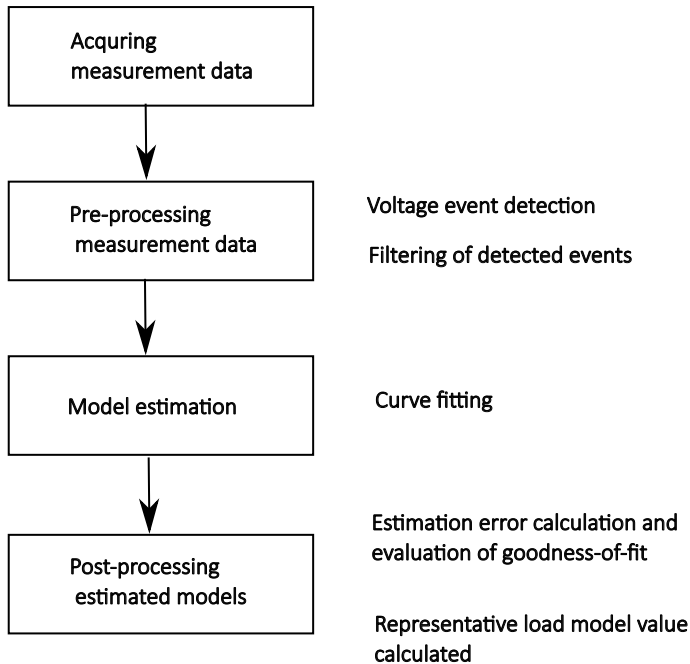 Acquring
measurement data
Pre-processing
measurement data
Voltage event detection
Filtering of detected events
Model estimation
Curve fitting
Post-processing
estimated models
Estimation error calculation and
evaluation of goodness-of-fit
Representative load model value
calculated